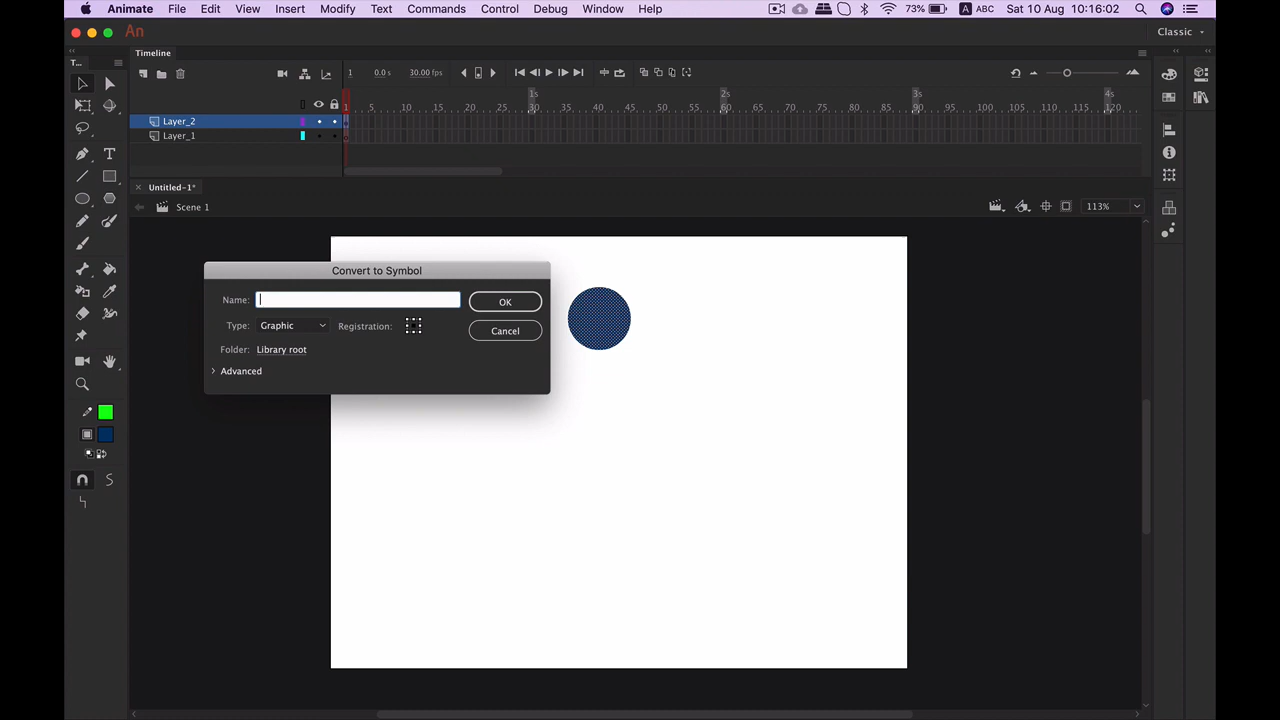 Animate File Edit View Insert Modify Text Commands Control Debug Window Help 73% A ABC Sat 10 Aug 10:16:02
An Classic
Timeline
T...
1 0.0 s 30.00 fps
1s 2s 3s 4s
1 5 10 15 20 25 30 35 40 45 50 55 60 65 70 75 80 85 90 95 100 105 110 115 120
Layer_2
Layer_1
Untitled-1*
Scene 1 113%
Convert to Symbol
Name: OK
Type: Graphic Registration: Cancel
Folder: Library root
Advanced